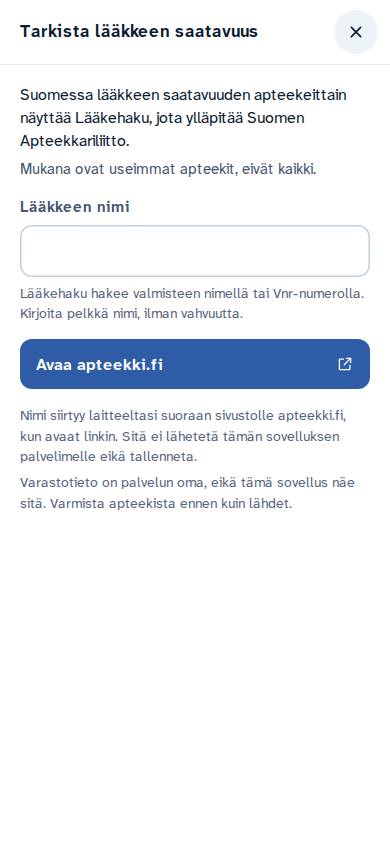 Tarkista lääkkeen saatavuus
Suomessa lääkkeen saatavuuden apteekeittain
näyttää Lääkehaku, jota ylläpitää Suomen
Apteekkariliitto.
Mukana ovat useimmat apteekit, eivät kaikki.
Lääkkeen nimi
Lääkehaku hakee valmisteen nimellä tai Vnr-numerolla.
Kirjoita pelkkä nimi, ilman vahvuutta.
Avaa apteekki.fi
Nimi siirtyy laitteeltasi suoraan sivustolle apteekki.fi,
kun avaat linkin. Sitä ei lähetetä tämän sovelluksen
palvelimelle eikä tallenneta.
Varastotieto on palvelun oma, eikä tämä sovellus näe
sitä. Varmista apteekista ennen kuin lähdet.